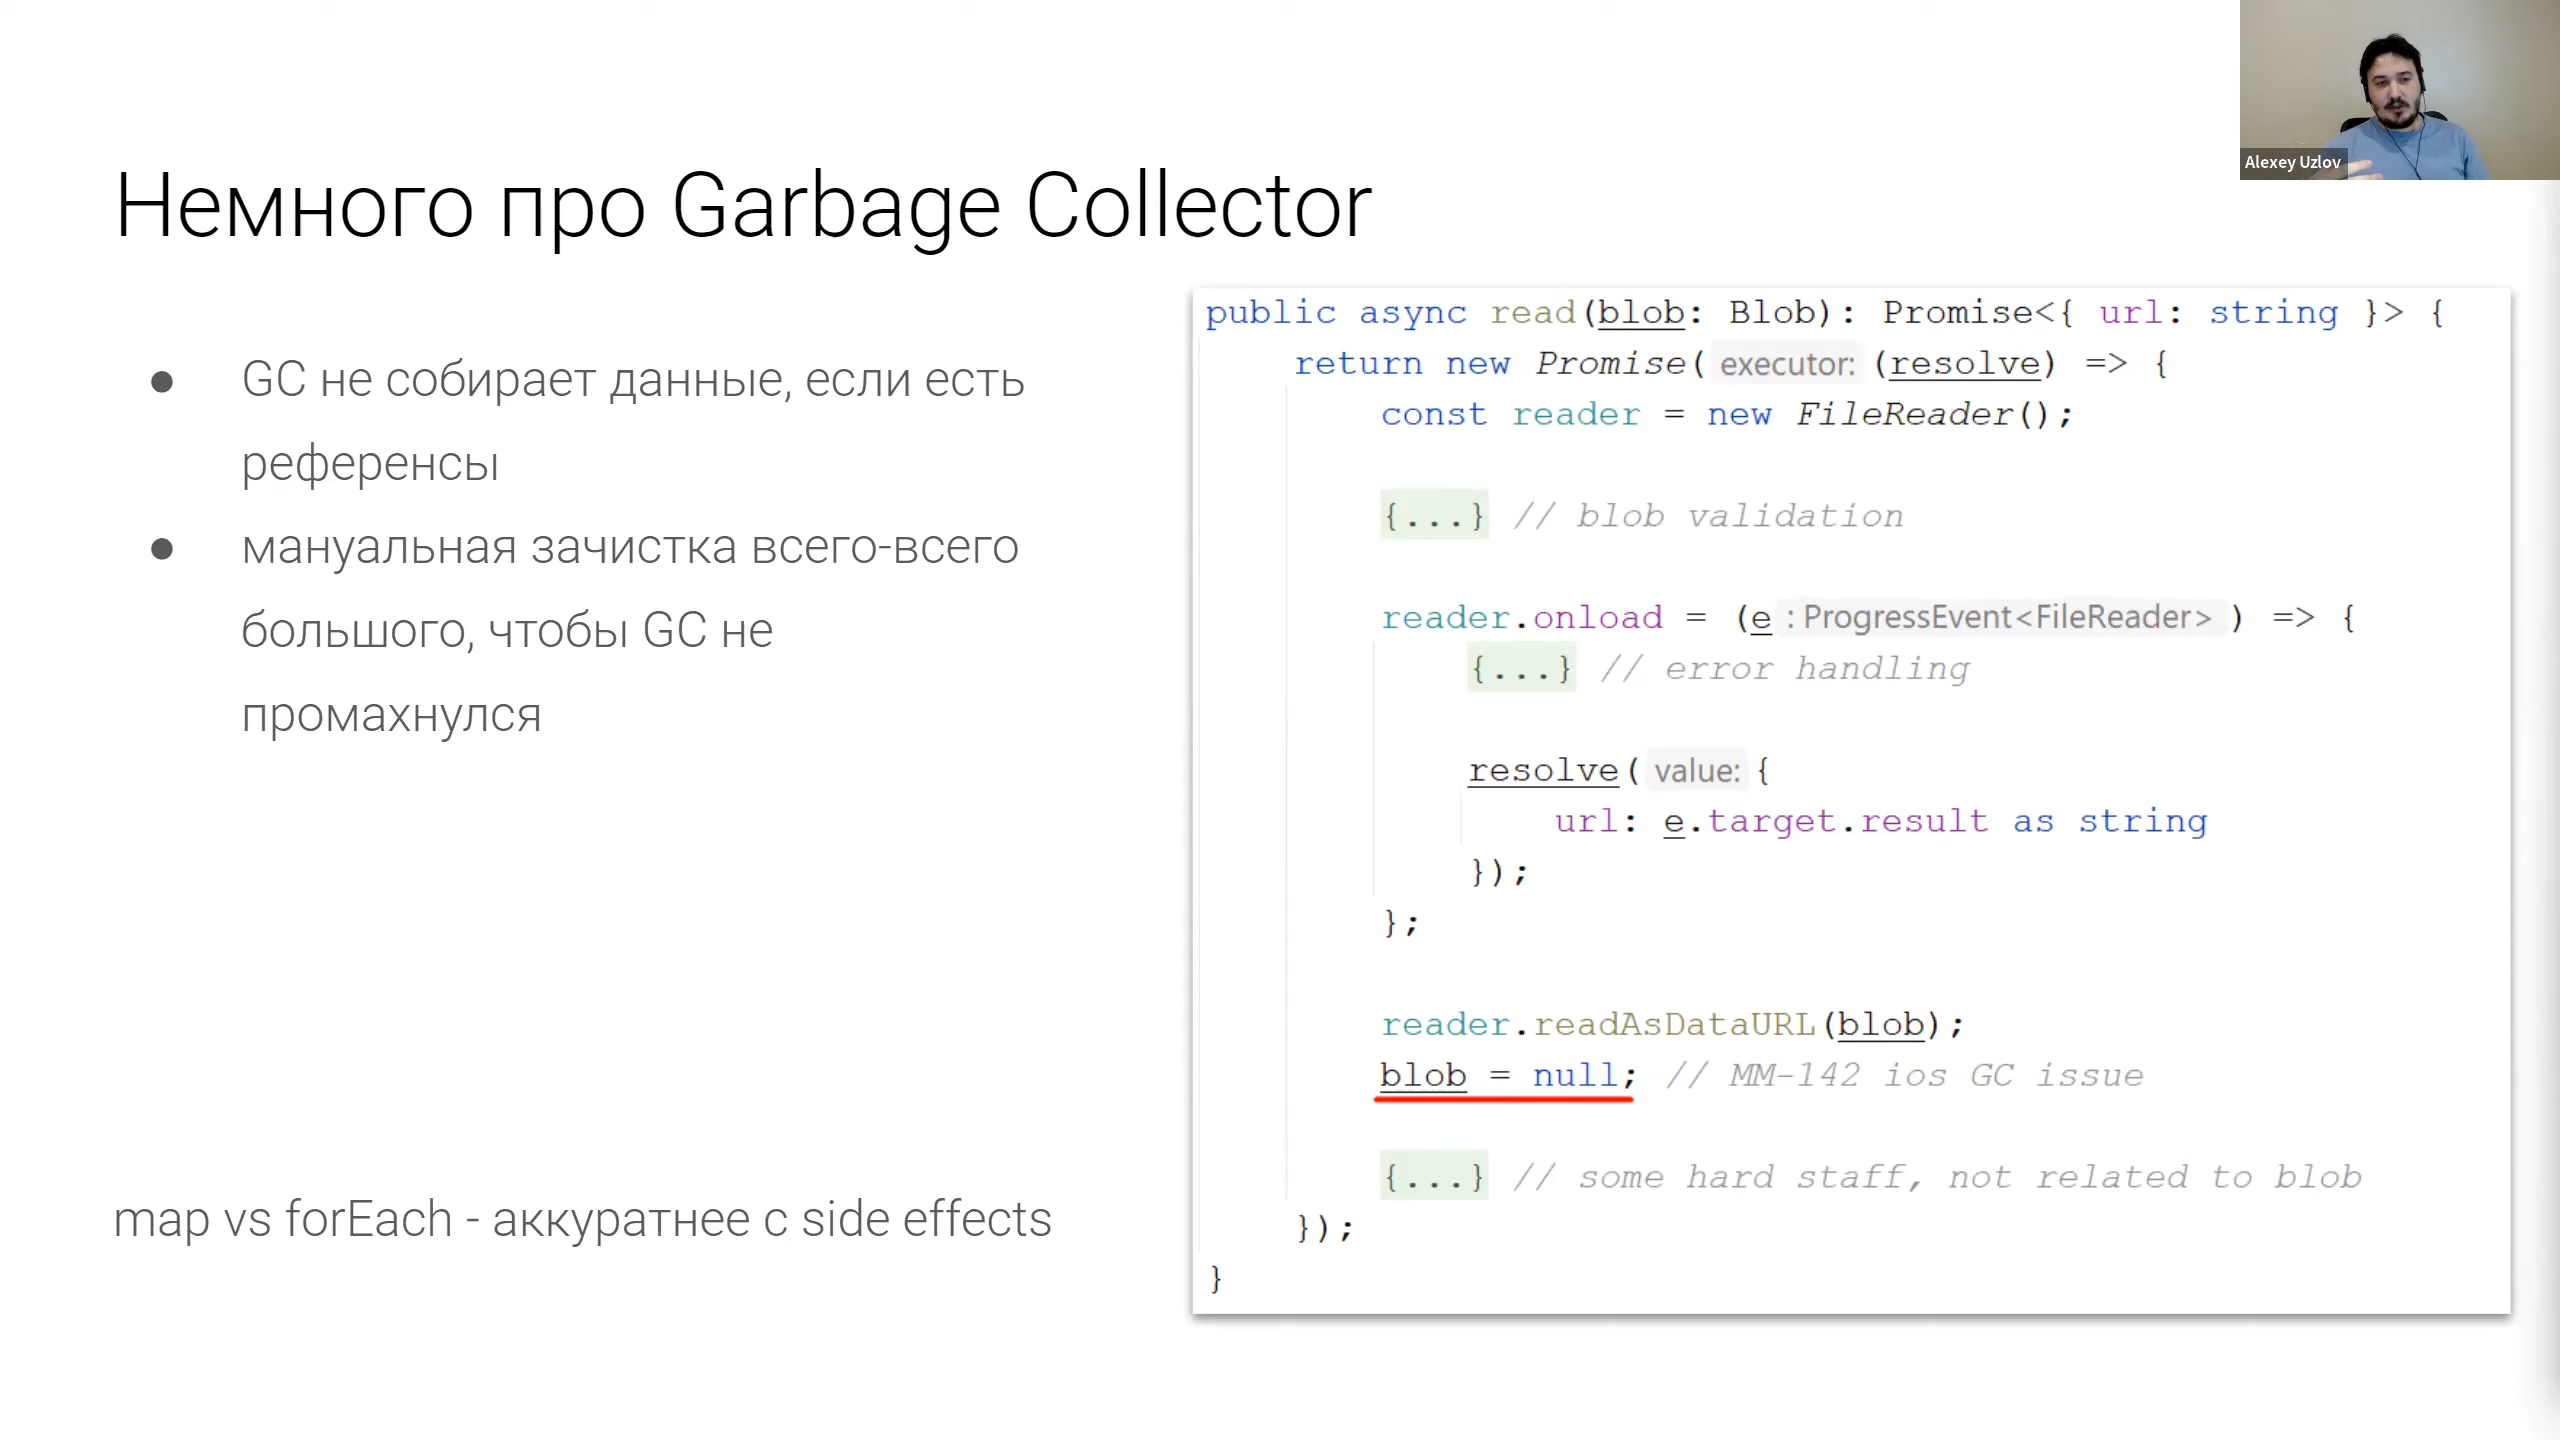 Alexey Uzlov
Немного про Garbage Collector
● GC не собирает данные, если есть
референсы
● мануальная зачистка всего-всего
большого, чтобы GC не
промахнулся
map vs forEach - аккуратнее с side effects
public async read(blob: Blob): Promise<{ url: string }> {
return new Promise( executor: (resolve) => {
const reader = new FileReader();
{...} // blob validation
reader.onload = (e : ProgressEvent<FileReader> ) => {
{...} // error handling
resolve( value: {
url: e.target.result as string
});
};
reader.readAsDataURL(blob);
blob = null; // MM-142 ios GC issue
{...} // some hard staff, not related to blob
});
}